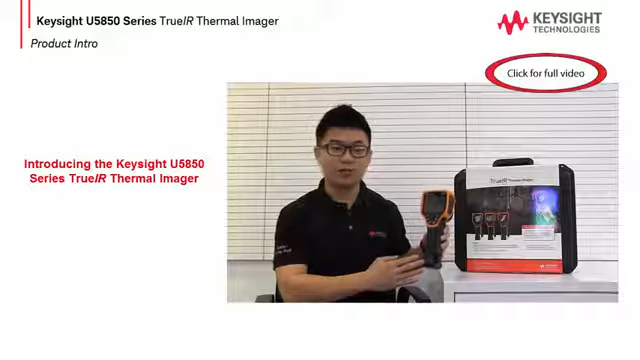 Keysight U5850 Series TrueIR Thermal Imager
Product Intro
KEYSIGHT
TECHNOLOGIES
Click for full video
Introducing the Keysight U5850
Series TrueIR Thermal Imager
TrueIR
KEYSIGHT